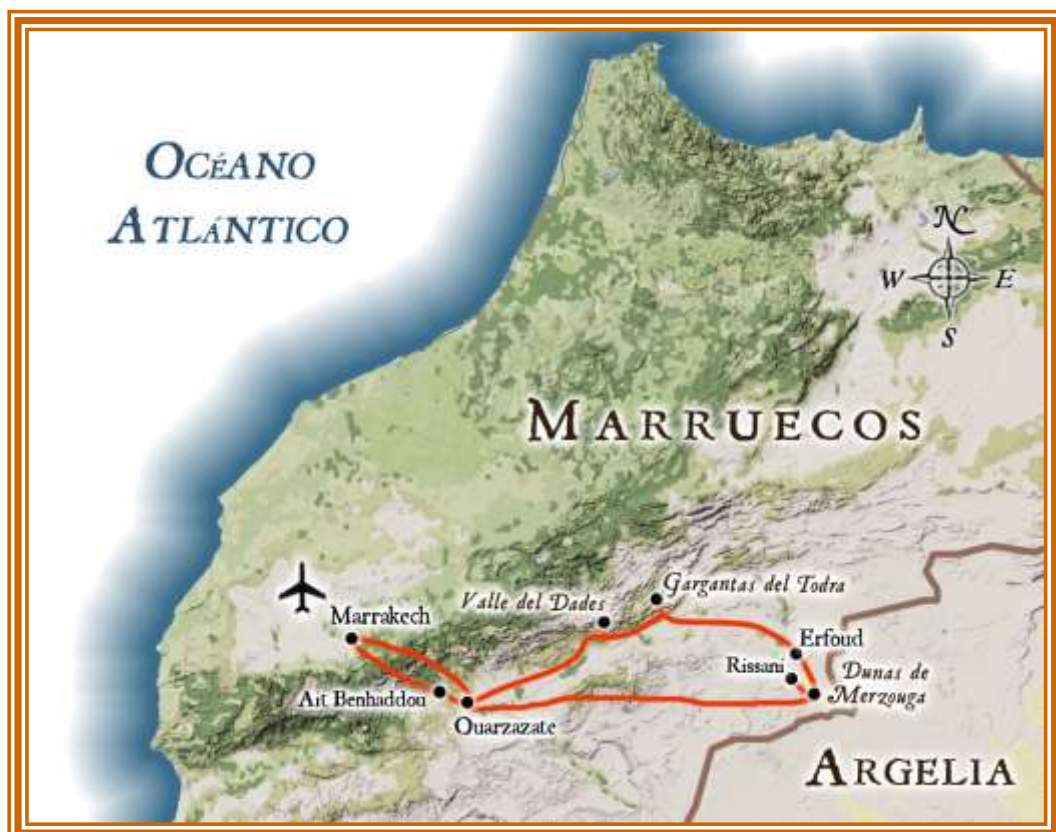 OCÉANO
ATLÁNTICO
N
W
E
S
MARRUECOS
Gargantas del Todra
Valle del Dades
Marrakech
Erfoud
Rissani
Dunas de
Merzouga
Ait Benhaddou
Ouarzazate
ARGELIA